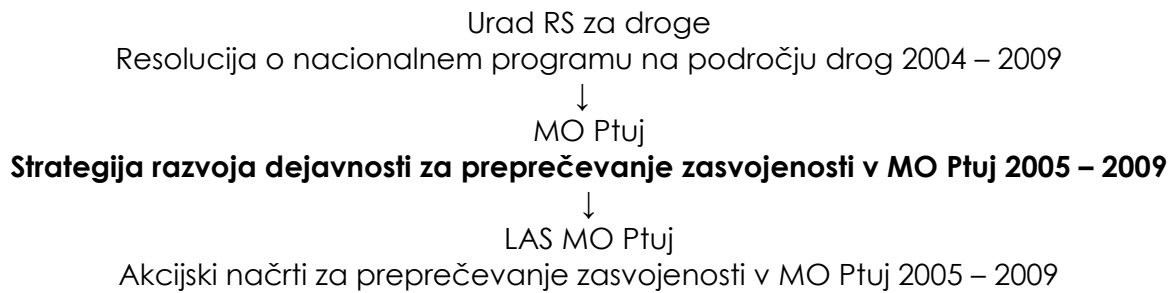 Urad RS za droge
Resolucija o nacionalnem programu na področju drog 2004 – 2009
↓
MO Ptuj
Strategija razvoja dejavnosti za preprečevanje zasvojenosti v MO Ptuj 2005 – 2009
↓
LAS MO Ptuj
Akcijski načrti za preprečevanje zasvojenosti v MO Ptuj 2005 – 2009